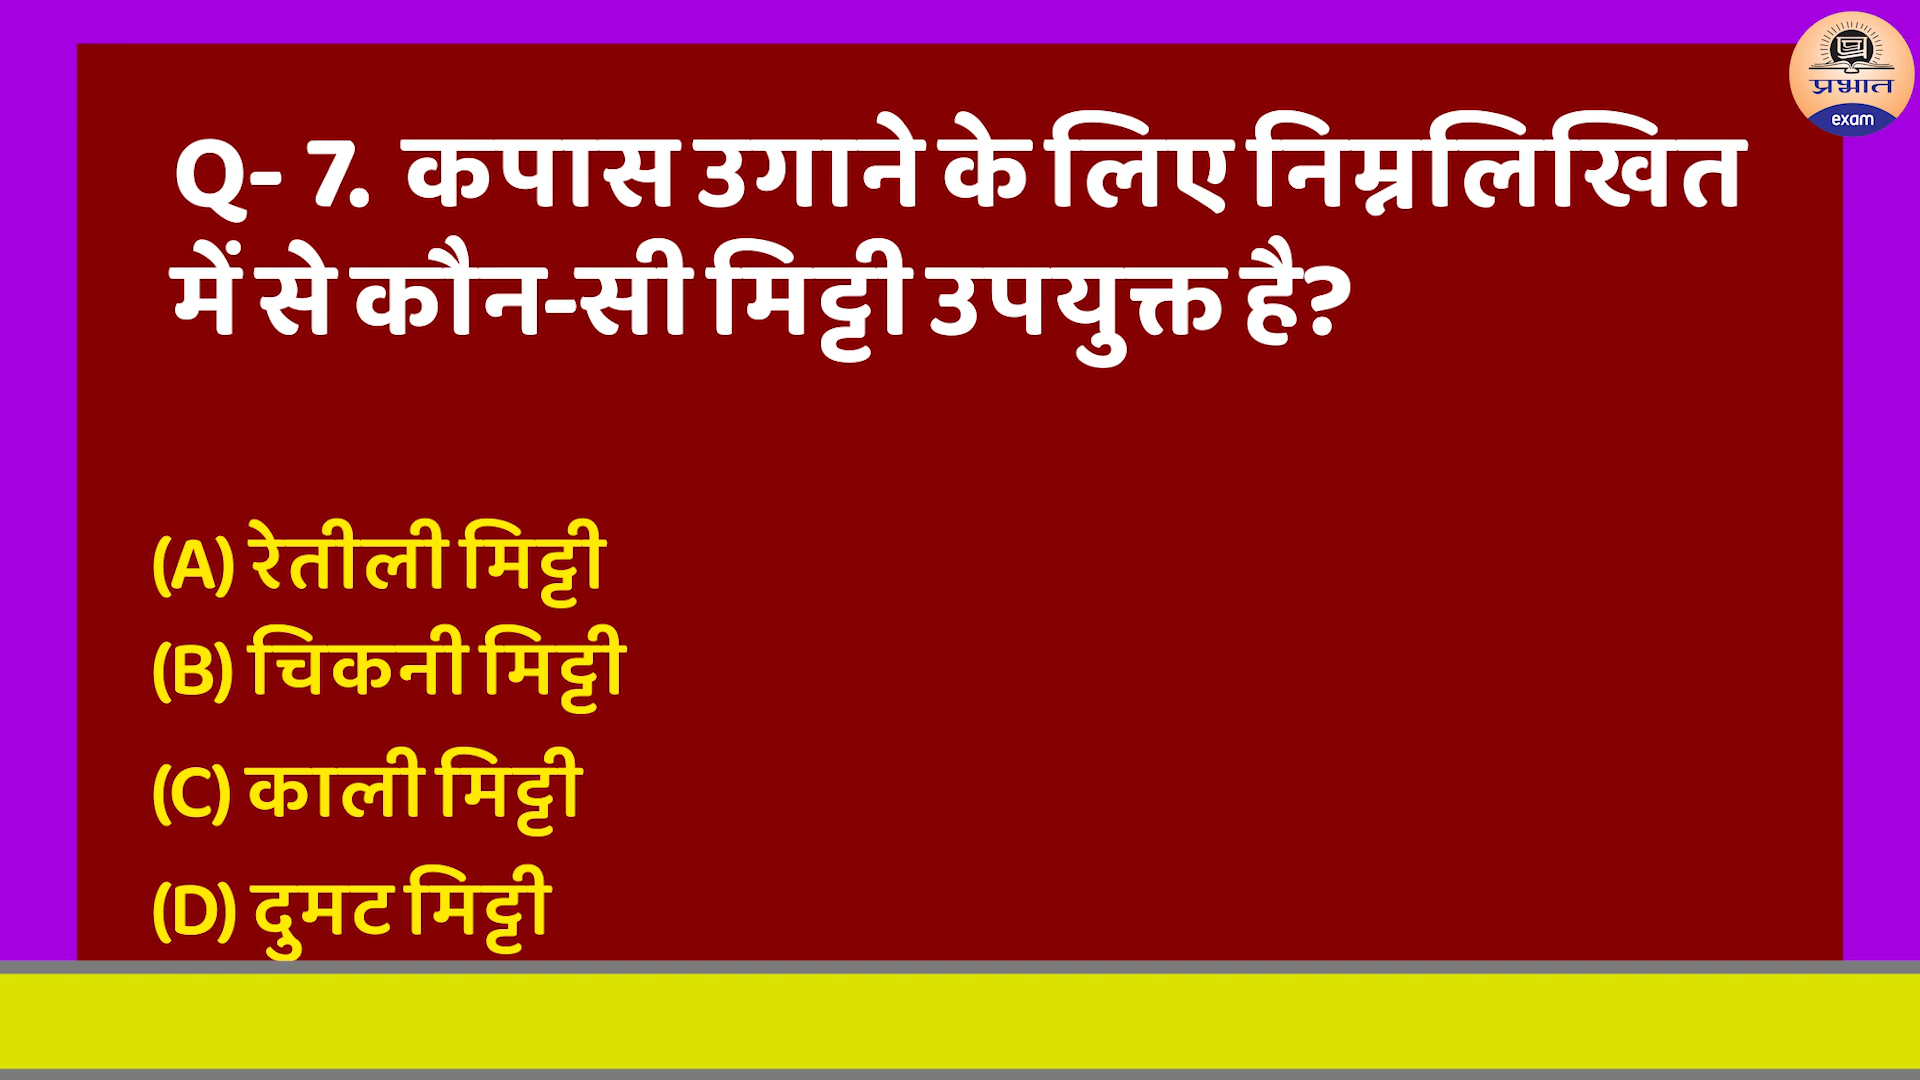 प्रभात
exam
Q- 7. कपास उगाने के लिए निम्नलिखित
में से कौन-सी मिट्टी उपयुक्त है?
(A) रेतीली मिट्टी
(B) चिकनी मिट्टी
(C) काली मिट्टी
(D) दुमट मिट्टी